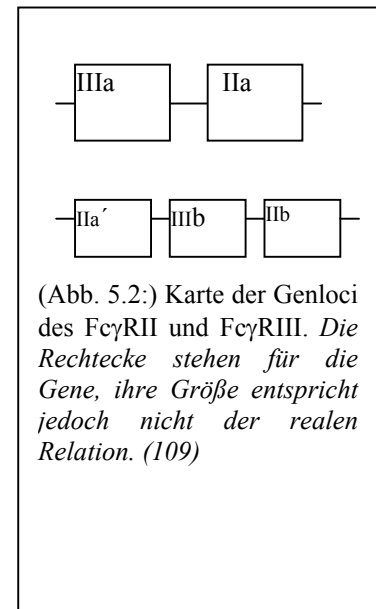 IIIa IIa
IIa´ IIIb IIb
(Abb. 5.2:) Karte der Genloci
des FcγRII und FcγRIII. Die
Rechtecke stehen für die
Gene, ihre Größe entspricht
jedoch nicht der realen
Relation. (109)